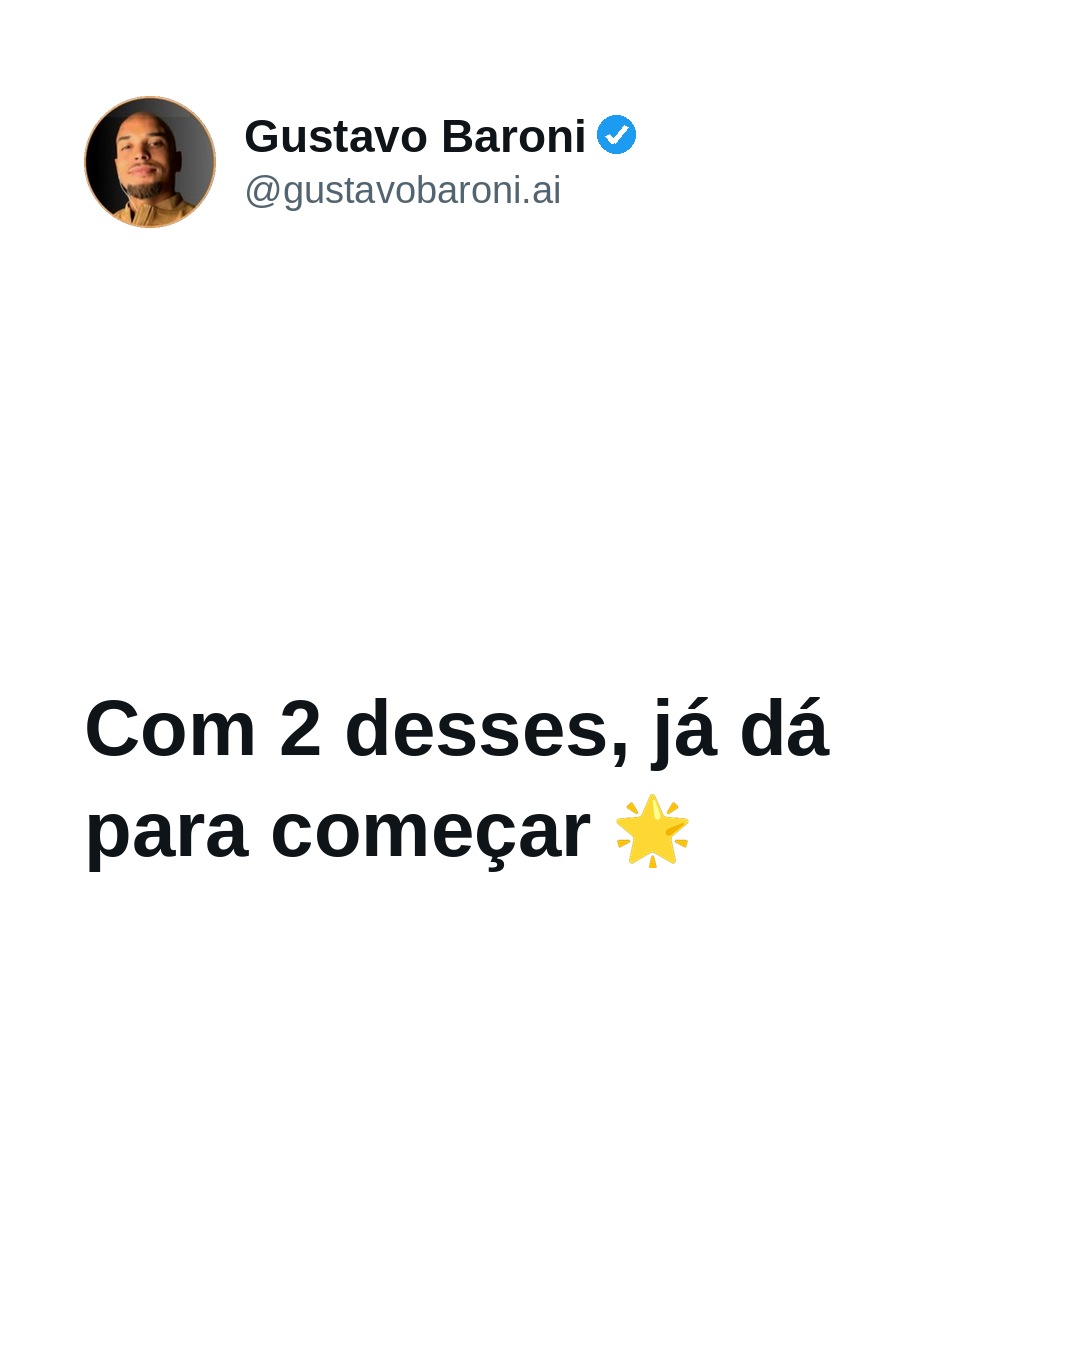 Gustavo Baroni
@gustavobaroni.ai
Com 2 desses, já dá
para começar 🌟